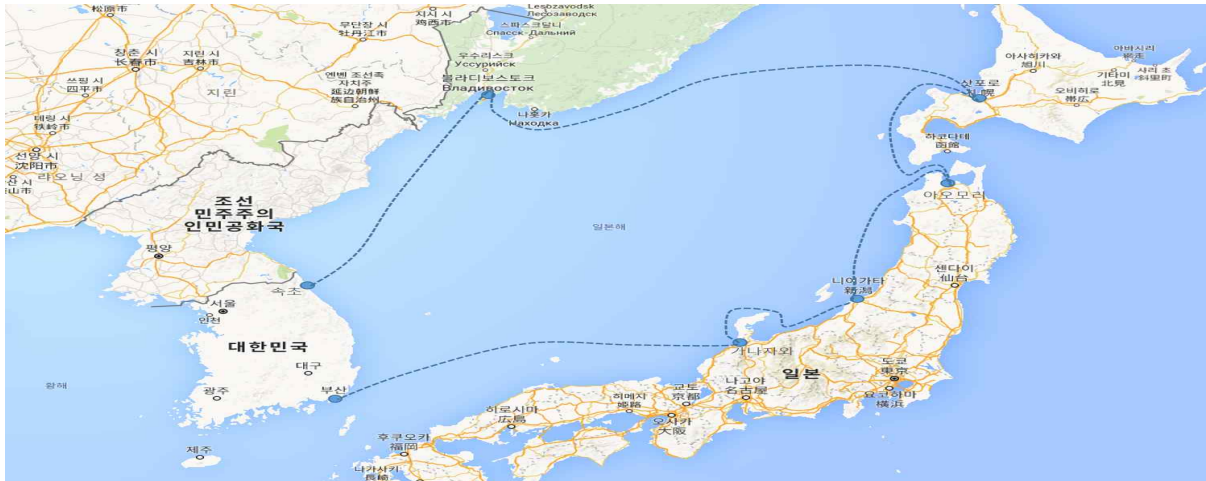 松原市
창춘 시
长春市
지린 시
吉林市
무단장 시
牡丹江市
지시 시
鸡西市
Lesozavodsk
Лесозаводск
스파스크달니
Спасск-Дальний
우수리스크
Уссурийск
블라디보스토크
Владивосток
나홋카
Находка
쓰핑 시
四平市
지린
옌볜 조선족
자치주
延边朝鲜
族自治州
톄링 시
铁岭市
선양 시
沈阳市
랴오닝 성
조선
민주주의
인민공화국
평양
속초
서울
인천
대한민국
대구
광주
부산
황해
제주
일본해
삿포로
札幌
아사히카와
旭川
아바시리
網走
기타미
北見
샤리 초
斜里町
오비히로
帯広
하코다테
函館
아오모리
센다이
仙台
니이가타
新潟
가나자와
일본
도쿄
東京
요코하마
横浜
나고야
名古屋
교토
京都
오사카
大阪
히메지
姫路
히로시마
広島
후쿠오카
福岡
나가사키
長崎